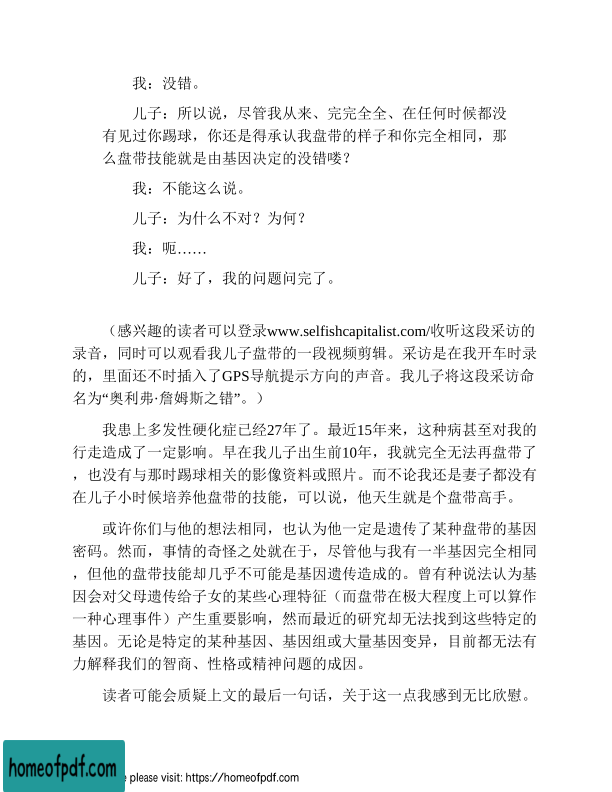 我：没错。
儿子：所以说，尽管我从来、完完全全、在任何时候都没
有见过你踢球，你还是得承认我盘带的样子和你完全相同，那
么盘带技能就是由基因决定的没错喽？
我：不能这么说。
儿子：为什么不对？为何？
我：呃……
儿子：好了，我的问题问完了。
（感兴趣的读者可以登录www.selfishcapitalist.com/收听这段采访的
录音，同时可以观看我儿子盘带的一段视频剪辑。采访是在我开车时录
的，里面还不时插入了GPS导航提示方向的声音。我儿子将这段采访命
名为“奥利弗·詹姆斯之错”。）
我患上多发性硬化症已经27年了。最近15年来，这种病甚至对我的
行走造成了一定影响。早在我儿子出生前10年，我就完全无法再盘带了
，也没有与那时踢球相关的影像资料或照片。而不论我还是妻子都没有
在儿子小时候培养他盘带的技能，可以说，他天生就是个盘带高手。
或许你们与他的想法相同，也认为他一定是遗传了某种盘带的基因
密码。然而，事情的奇怪之处就在于，尽管他与我有一半基因完全相同
，但他的盘带技能却几乎不可能是基因遗传造成的。曾有种说法认为基
因会对父母遗传给子女的某些心理特征（而盘带在极大程度上可以算作
一种心理事件）产生重要影响，然而最近的研究却无法找到这些特定的
基因。无论是特定的某种基因、基因组或大量基因变异，目前都无法有
力解释我们的智商、性格或精神问题的成因。
读者可能会质疑上文的最后一句话，关于这一点我感到无比欣慰。
homeofpdf.com
please visit: https://homeofpdf.com